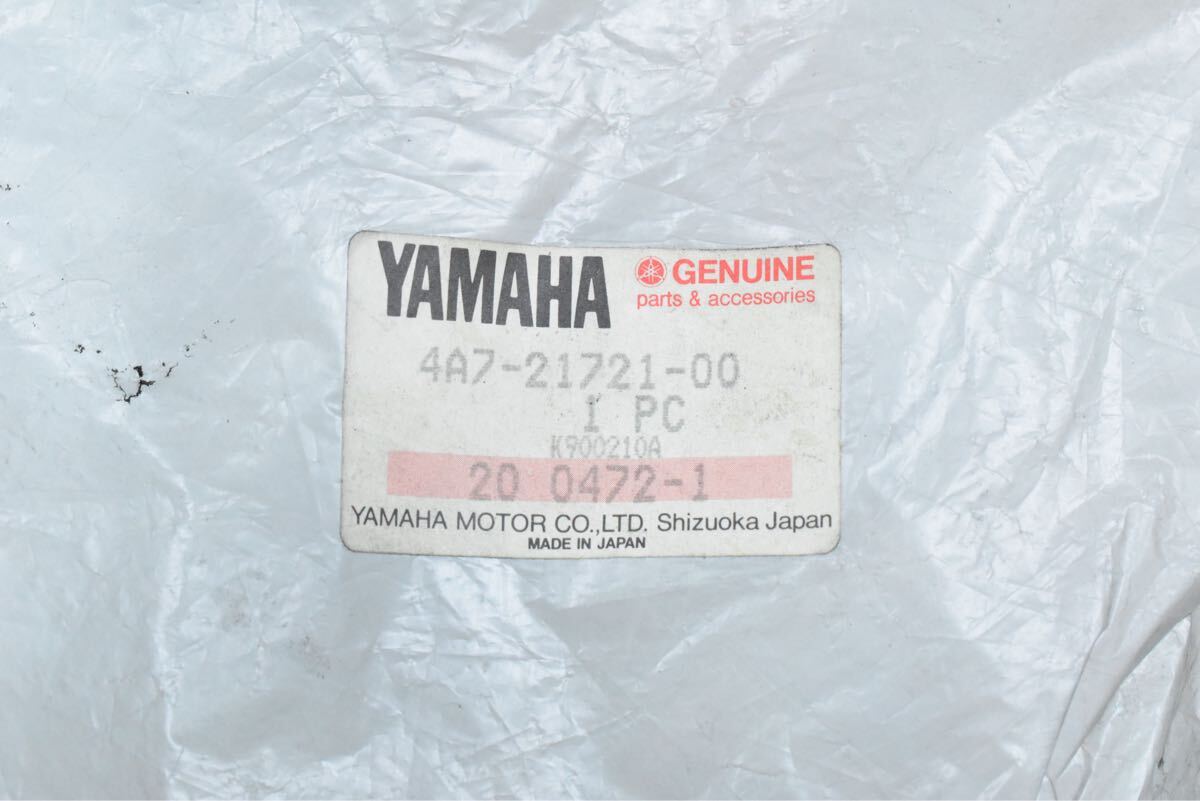 YAMAHA
GENUINE
parts & accessories
4A7-21721-00
1 PC
K900210A
20 0472-1
YAMAHA MOTOR CO.,LTD. Shizuoka Japan
MADE IN JAPAN